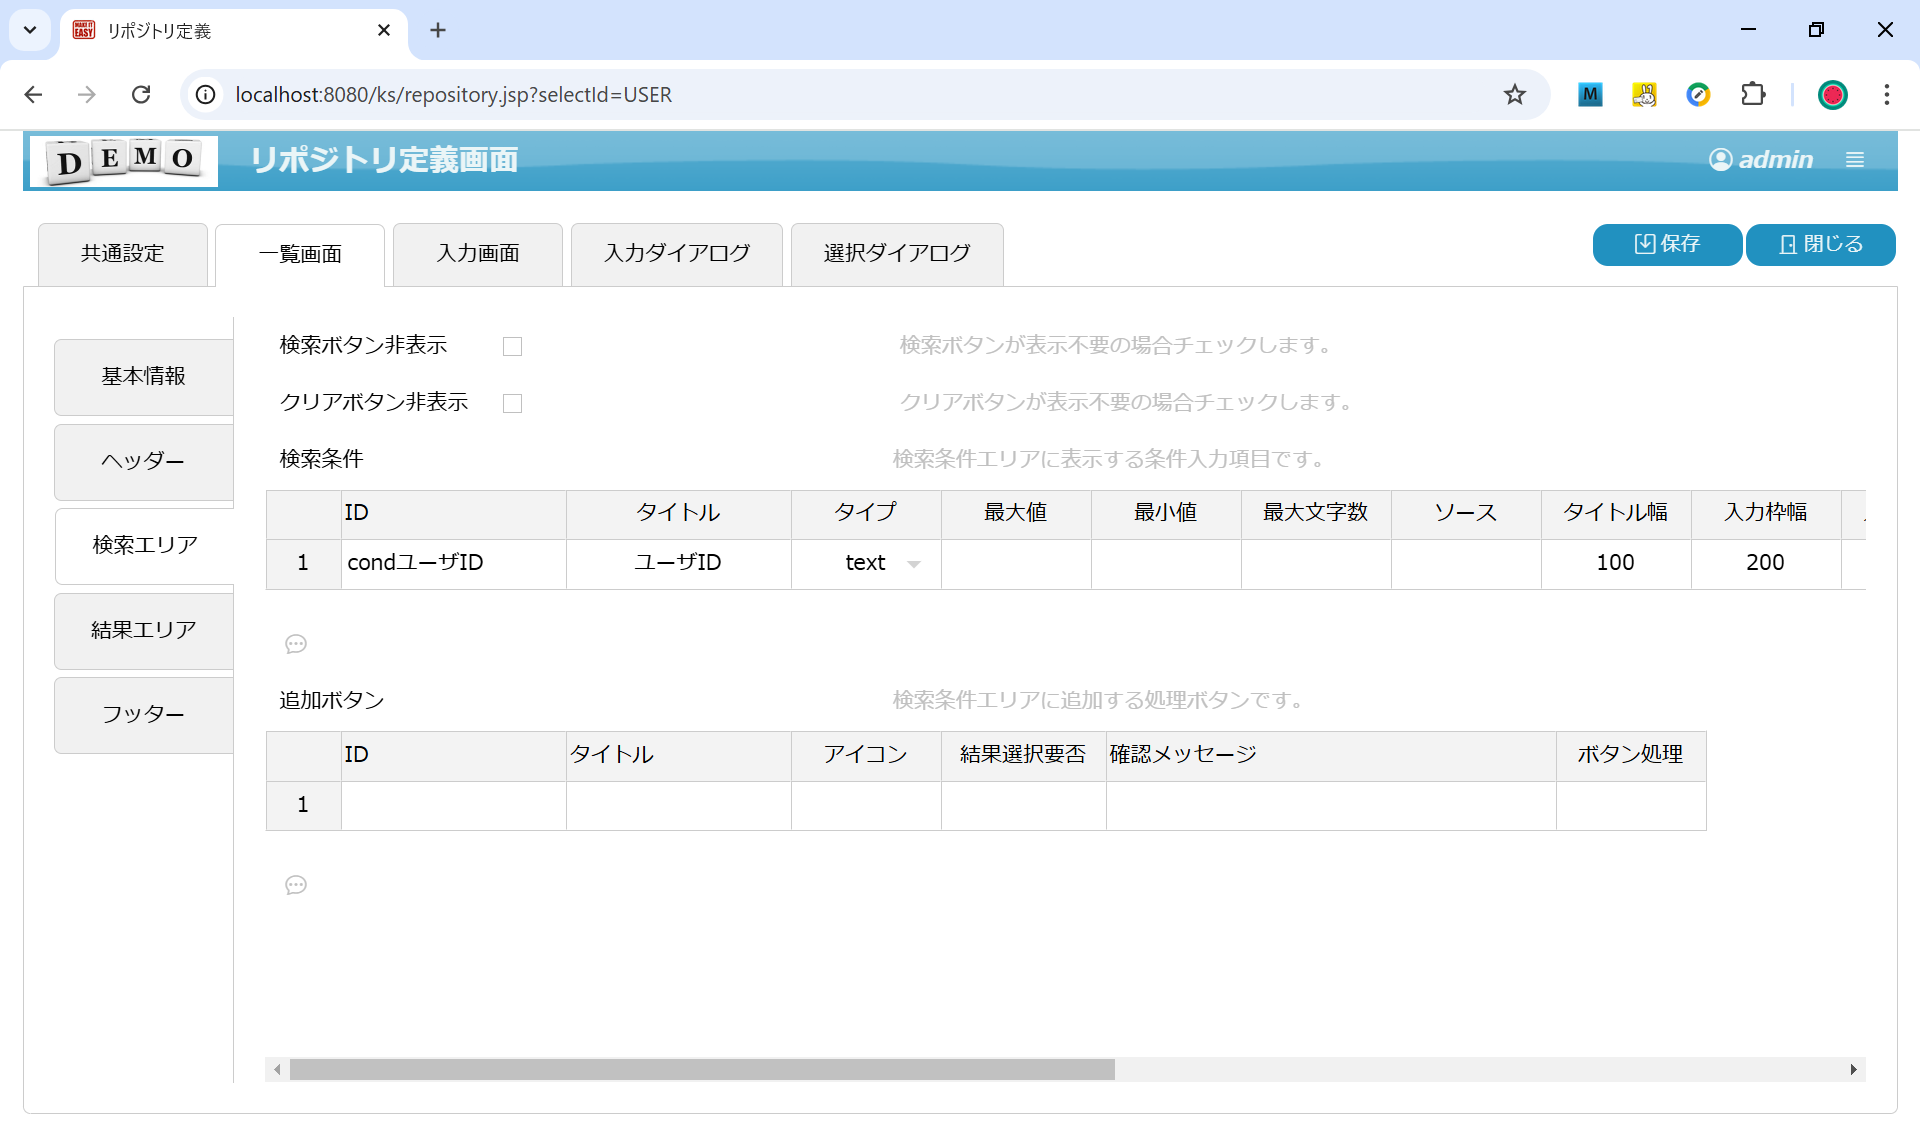 リポジトリ定義
localhost:8080/ks/repository.jsp?selectId=USER
DEMO
リポジトリ定義画面
admin
共通設定
一覧画面
入力画面
入力ダイアログ
選択ダイアログ
保存
閉じる
基本情報
ヘッダー
検索エリア
結果エリア
フッター
検索ボタン非表示
検索ボタンが表示不要の場合チェックします。
クリアボタン非表示
クリアボタンが表示不要の場合チェックします。
検索条件
検索条件エリアに表示する条件入力項目です。
ID タイトル タイプ 最大値 最小値 最大文字数 ソース タイトル幅 入力枠幅
1 condユーザID ユーザID text 100 200
追加ボタン
検索条件エリアに追加する処理ボタンです。
ID タイトル アイコン 結果選択要否 確認メッセージ ボタン処理
1